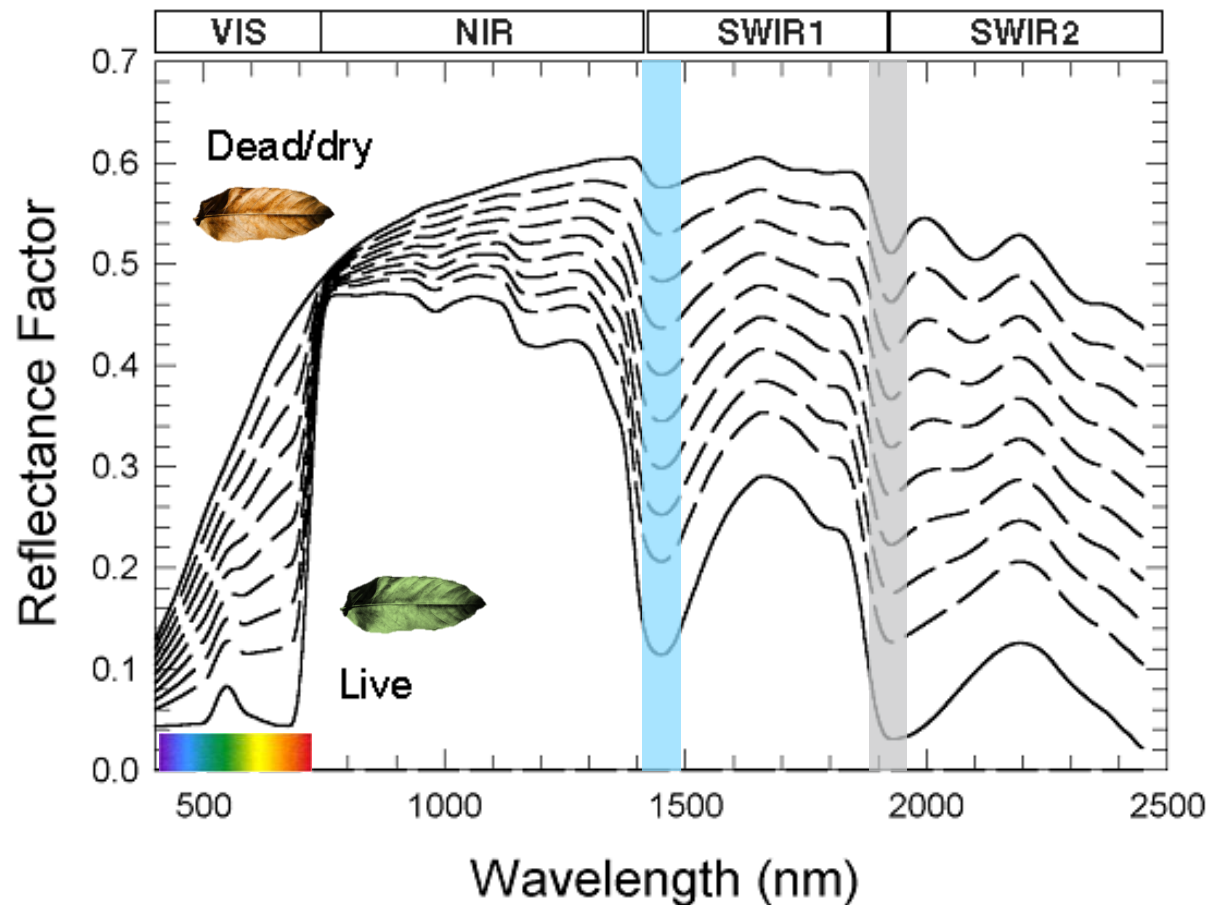 VIS NIR SWIR1 SWIR2
0.7
Dead/dry
0.6
0.5
0.4
0.3
0.2
0.1
0.0
Live
Reflectance Factor
500 1000 1500 2000 2500
Wavelength (nm)